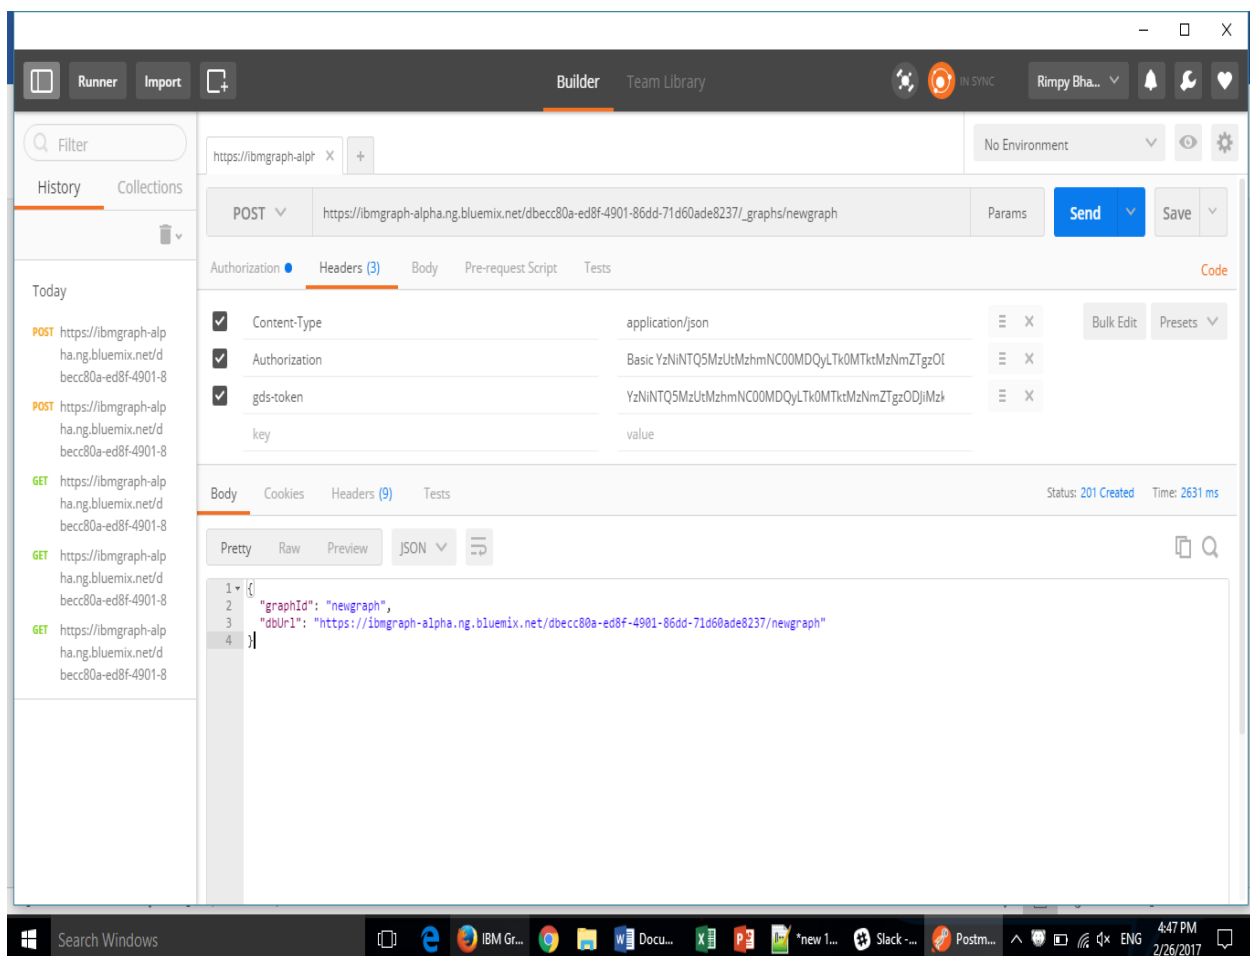 Runner Import Builder Team Library IN SYNC Rimpy Bha...
Filter
History Collections
Today
POST https://ibmgraph-alp
ha.ng.bluemix.net/d
becc80a-ed8f-4901-8
POST https://ibmgraph-alp
ha.ng.bluemix.net/d
becc80a-ed8f-4901-8
GET https://ibmgraph-alp
ha.ng.bluemix.net/d
becc80a-ed8f-4901-8
GET https://ibmgraph-alp
ha.ng.bluemix.net/d
becc80a-ed8f-4901-8
GET https://ibmgraph-alp
ha.ng.bluemix.net/d
becc80a-ed8f-4901-8
https://ibmgraph-alph X +
No Environment
POST https://ibmgraph-alpha.ng.bluemix.net/dbecc80a-ed8f-4901-86dd-71d60ade8237/_graphs/newgraph Params Send Save
Authorization Headers (3) Body Pre-request Script Tests Code
Content-Type application/json Bulk Edit Presets
Authorization Basic
gds-token
key value
Body Cookies Headers (9) Tests Status: 201 Created Time: 2631 ms
Pretty Raw Preview JSON
1 {
2 "graphId": "newgraph",
3 "dbUrl": "https://ibmgraph-alpha.ng.bluemix.net/dbecc80a-ed8f-4901-86dd-71d60ade8237/newgraph"
4 }
Search Windows IBM Gr... Docu... *new 1... Slack -... Postm... ENG 4:47 PM
2/26/2017